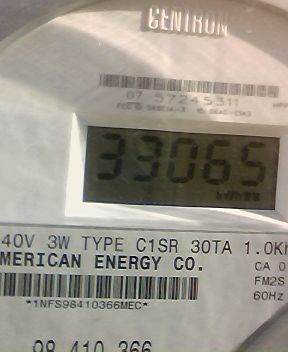 CENTRON
07 57245311
33065
kWh
40V 3W TYPE C1SR 30TA 1.0Kh
MERICAN ENERGY CO.
CA 0
FM2S
60Hz
*1NFS98410366MEC*
98 410 366